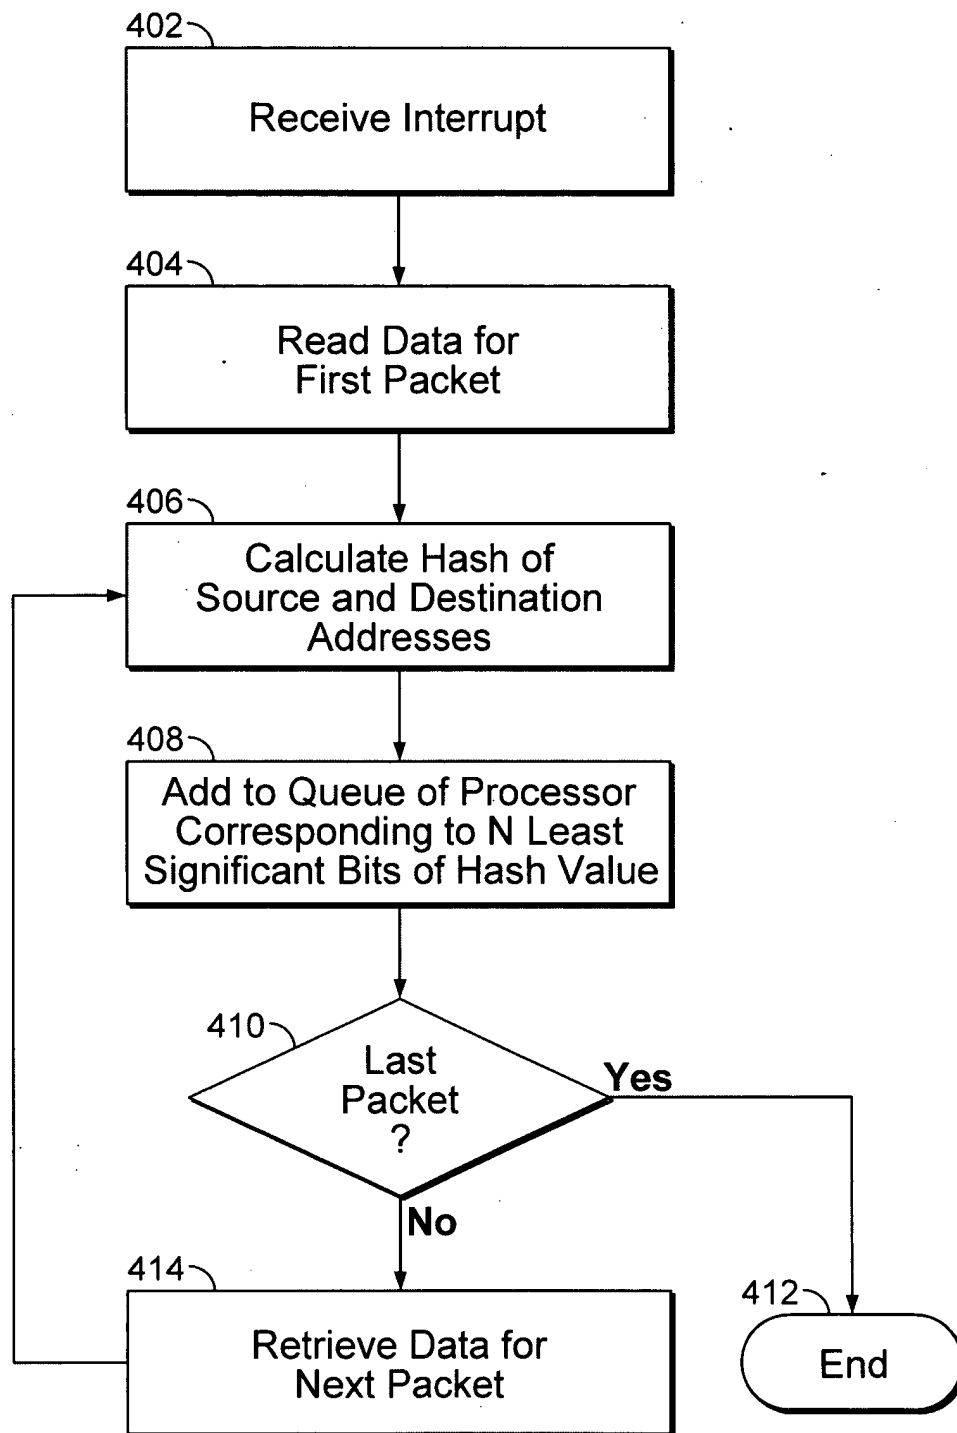 402
Receive Interrupt
404
Read Data for
First Packet
406
Calculate Hash of
Source and Destination
Addresses
408
Add to Queue of Processor
Corresponding to N Least
Significant Bits of Hash Value
410
Last
Packet
?
Yes
No
414
Retrieve Data for
Next Packet
412
End